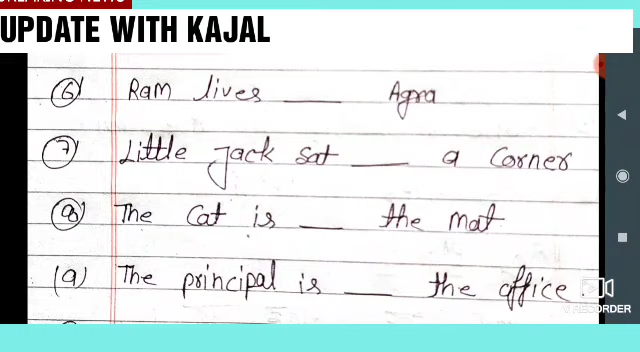 UPDATE WITH KAJAL
(6) Ram lives ___ Agra
(7) Little Jack sat ___ a corner
(8) The cat is ___ the mat
(9) The principal is ___ the office.
RECORDER